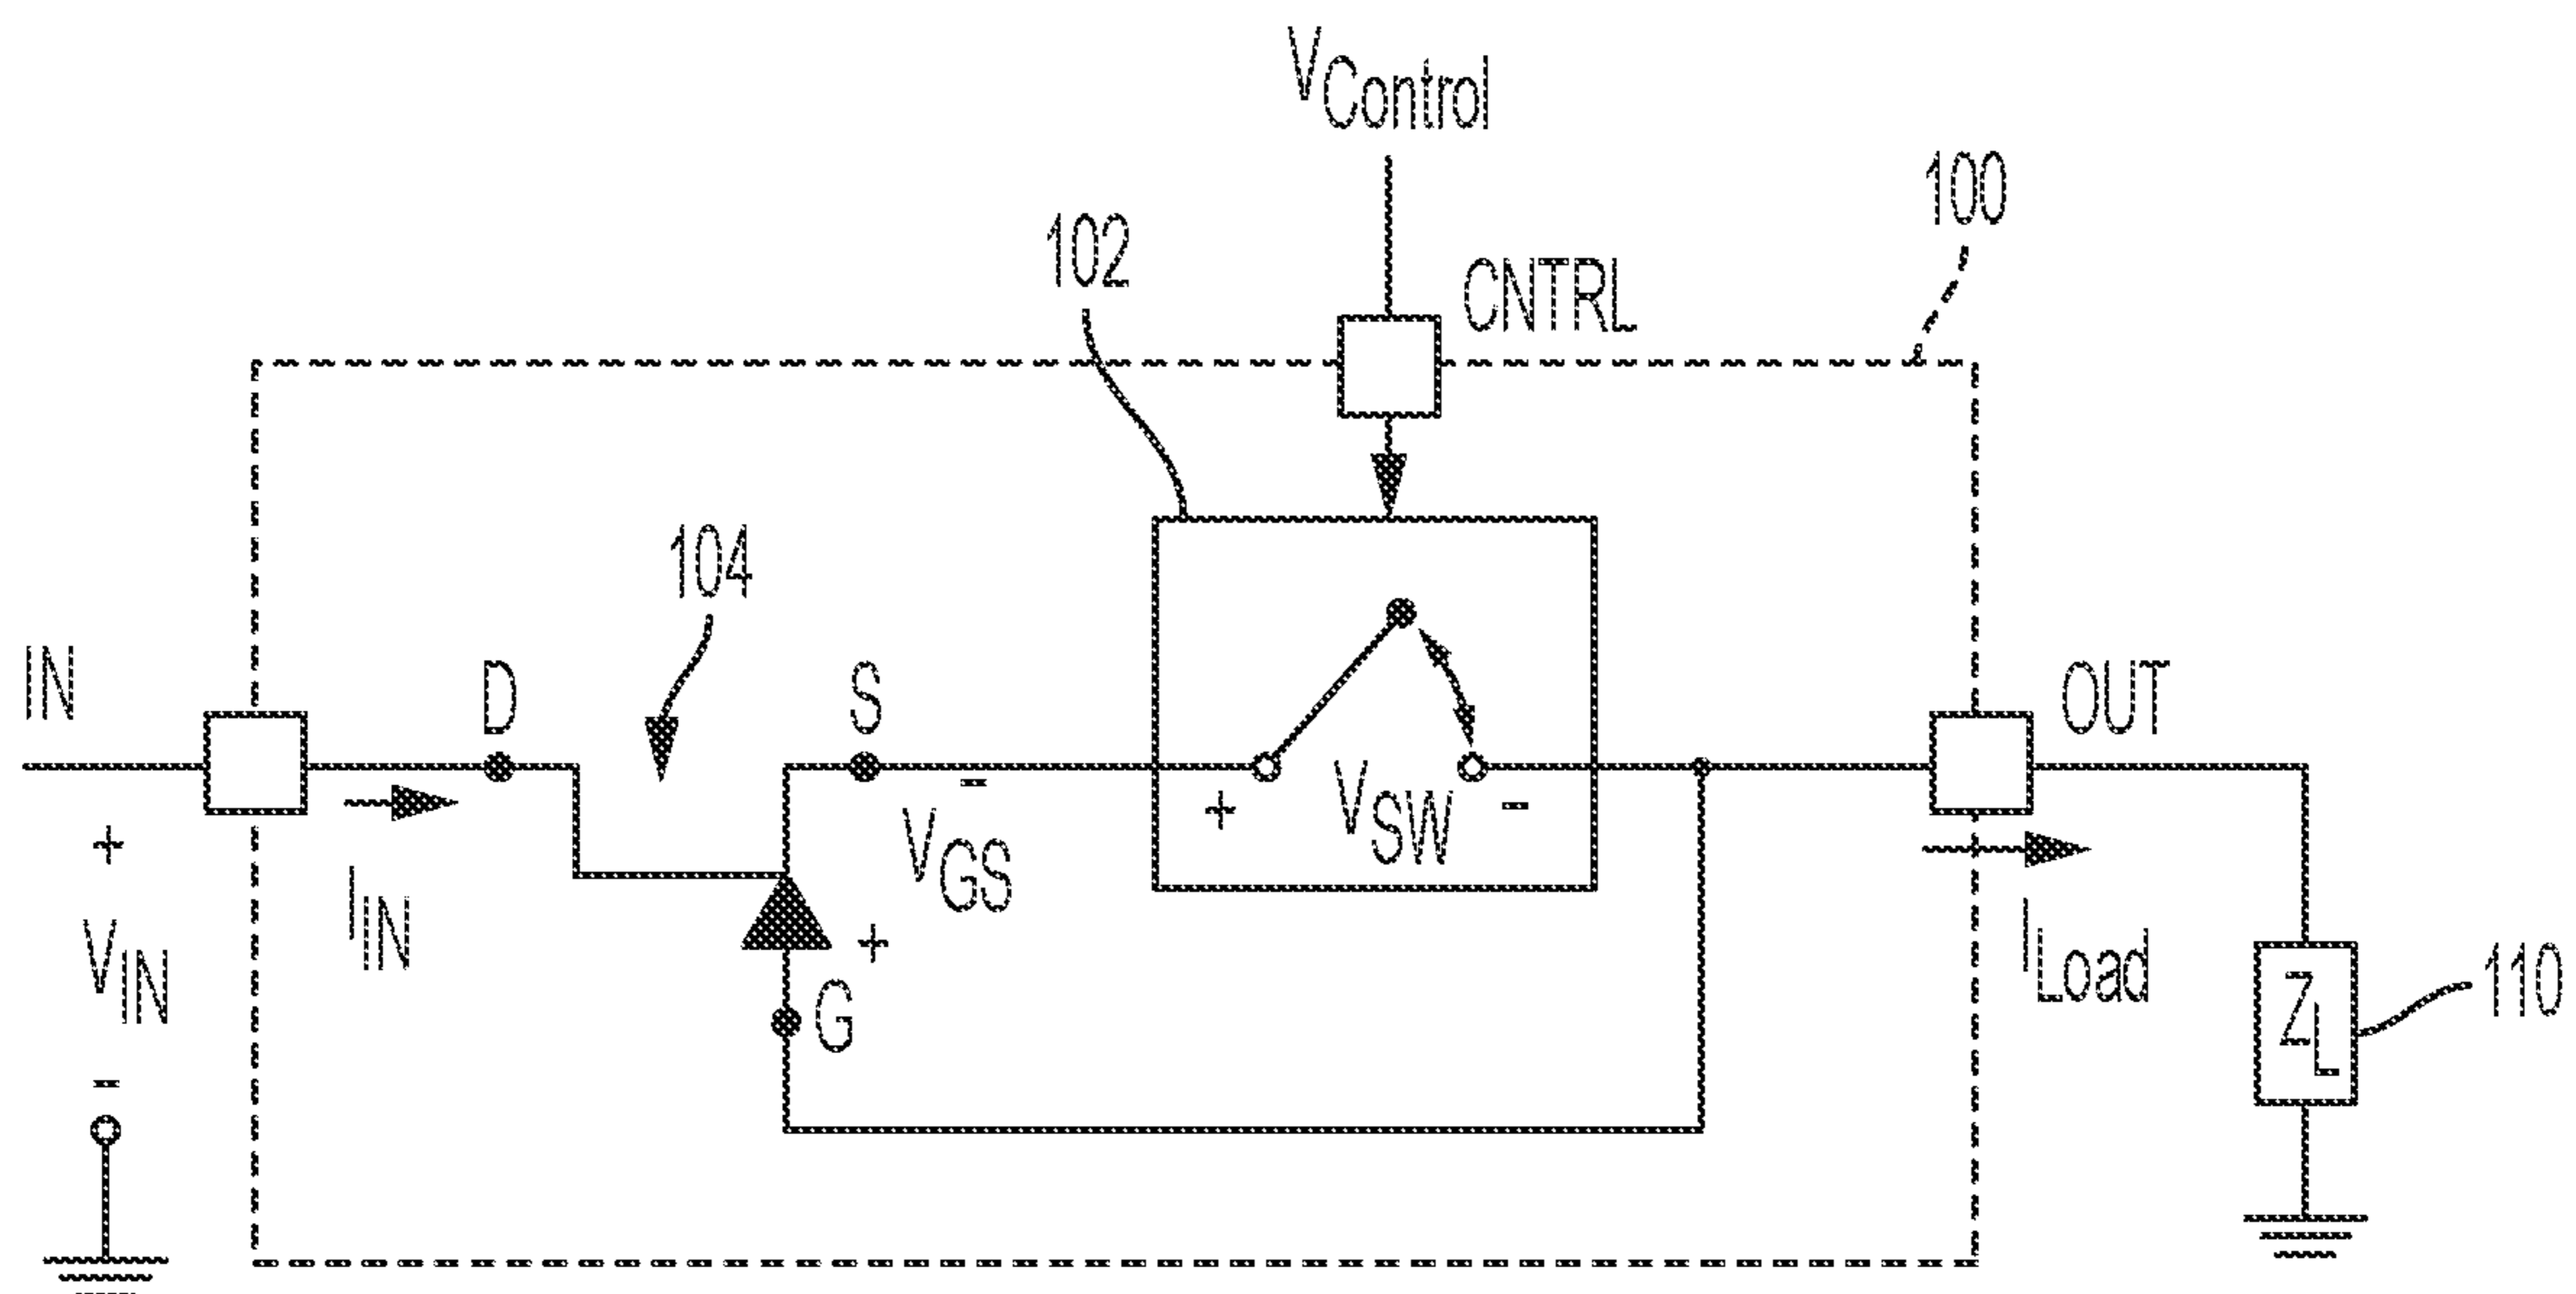 VControl
100
102
CNTRL
104
IN
D
S
OUT
+
-
+
VSW
-
VGS
IIN
VIN
+
ILoad
110
G
ZL
-